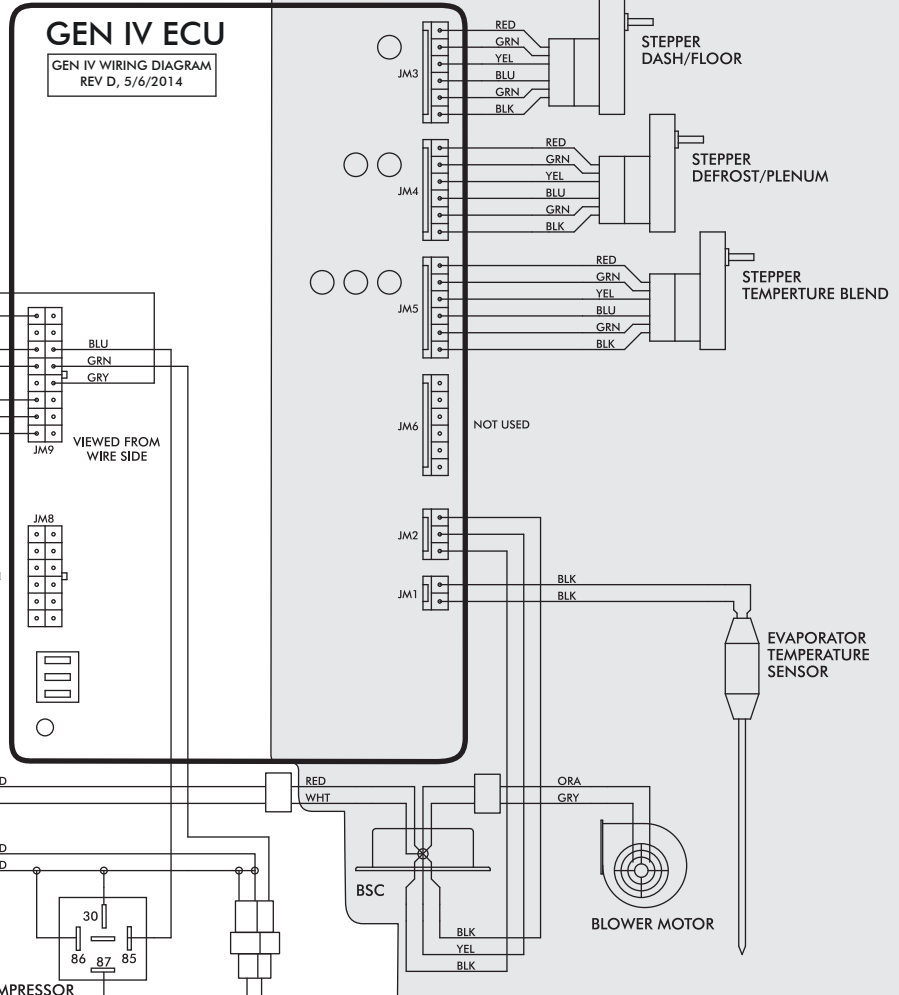 GEN IV ECU
GEN IV WIRING DIAGRAM
REV D, 5/6/2014
JM3
RED
GRN
YEL
BLU
GRN
BLK
STEPPER
DASH/FLOOR
JM4
RED
GRN
YEL
BLU
GRN
BLK
STEPPER
DEFROST/PLENUM
JM5
RED
GRN
YEL
BLU
GRN
BLK
STEPPER
TEMPERTURE BLEND
BLU
GRN
GRY
JM9
VIEWED FROM
WIRE SIDE
JM6
NOT USED
JM8
JM2
JM1
BLK
BLK
EVAPORATOR
TEMPERATURE
SENSOR
D
RED
WHT
ORA
GRY
D
D
BSC
BLOWER MOTOR
30
86
87
85
BLK
YEL
BLK
MPRESSOR